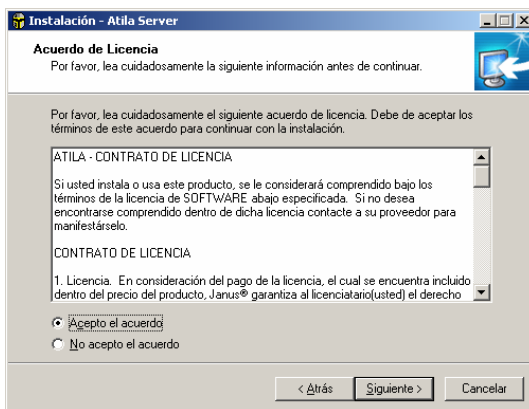 Instalación - Atila Server
Acuerdo de Licencia
Por favor, lea cuidadosamente la siguiente información antes de continuar.
Por favor, lea cuidadosamente el siguiente acuerdo de licencia. Debe de aceptar los
términos de este acuerdo para continuar con la instalación.
ATILA - CONTRATO DE LICENCIA
Si usted instala o usa este producto, se le considerará comprendido bajo los
términos de la licencia de SOFTWARE abajo especificada.  Si no desea
encontrarse comprendido dentro de dicha licencia contacte a su proveedor para
manifestárselo.
CONTRATO DE LICENCIA
1. Licencia.  En consideración del pago de la licencia, el cual se encuentra incluido
dentro del precio del producto, Janus® garantiza al licenciatario(usted) el derecho
Acepto el acuerdo
No acepto el acuerdo
< Atrás
Siguiente >
Cancelar